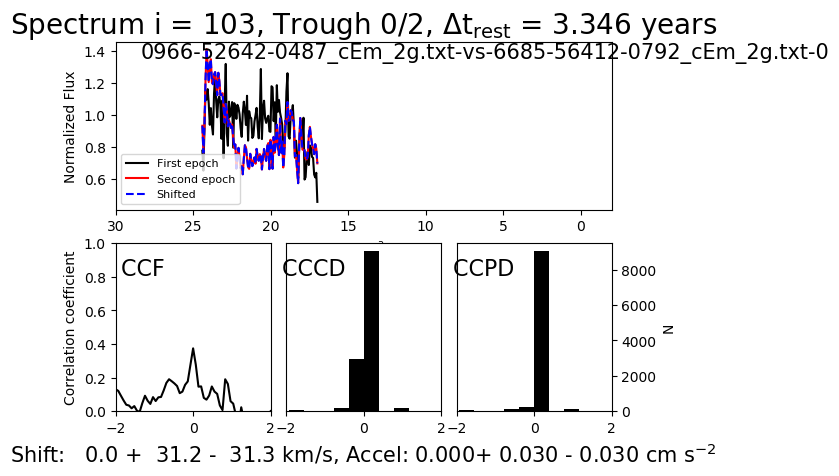 Spectrum i = 103, Trough 0/2, Δt_rest = 3.346 years
0966-52642-0487_cEm_2g.txt-vs-6685-56412-0792_cEm_2g.txt-0
Normalized Flux
1.4
1.2
1.0
0.8
0.6
First epoch
Second epoch
Shifted
30 25 20 15 10 5 0
Correlation coefficient
1.0
0.8
0.6
0.4
0.2
0.0
CCF
CCCD
CCPD
8000
6000
4000
2000
0
N
−2 0 2
−2 0 2
−2 0 2
Shift: 0.0 + 31.2 - 31.3 km/s, Accel: 0.000+ 0.030 - 0.030 cm s⁻²